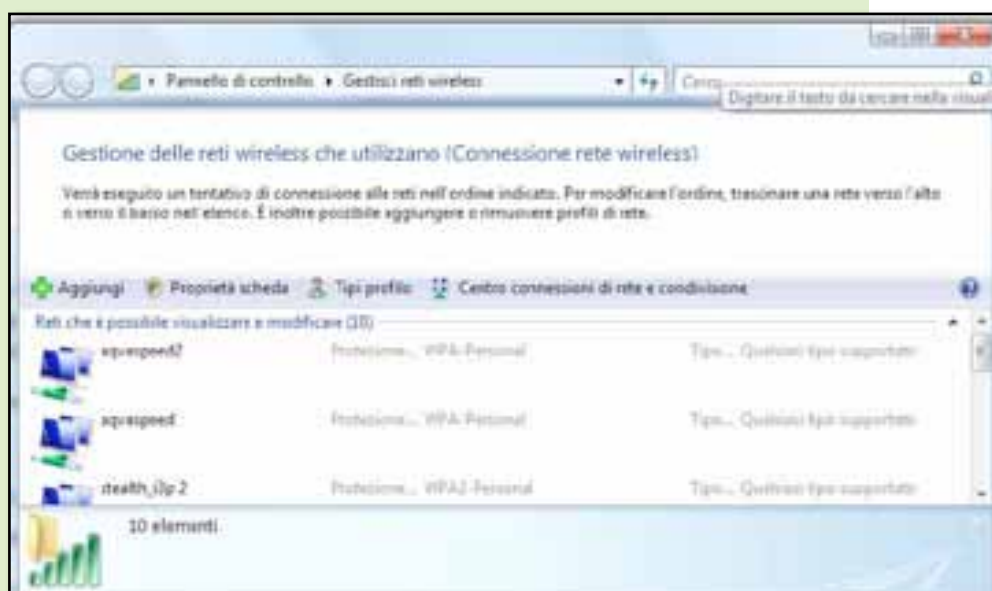 Pannello di controllo ▸ Gestisci reti wireless
Cerca
Digitare il testo da cercare nella visual
Gestione delle reti wireless che utilizzano (Connessione rete wireless)
Verrà eseguito un tentativo di connessione alle reti nell'ordine indicato. Per modificare l'ordine, trascinare una rete verso l'alto
o verso il basso nell'elenco. È inoltre possibile aggiungere o rimuovere profili di rete.
Aggiungi Proprietà scheda Tipi profilo Centro connessioni di rete e condivisione
Reti che è possibile visualizzare e modificare (10)
Protezione... WPA-Personal Tipo... Qualsiasi tipo supportato
Protezione... WPA-Personal Tipo... Qualsiasi tipo supportato
2 Protezione... WPA2-Personal Tipo... Qualsiasi tipo supportato
10 elementi